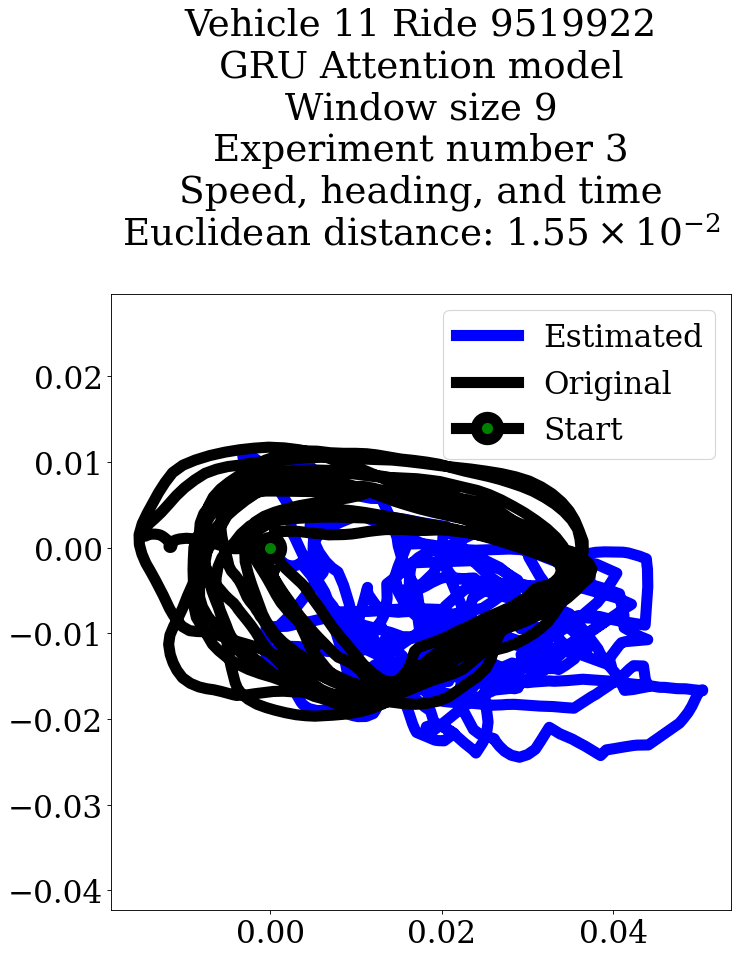 Vehicle 11 Ride 9519922
GRU Attention model
Window size 9
Experiment number 3
Speed, heading, and time
Euclidean distance: 1.55 × 10⁻²
Estimated
Original
Start
0.02
0.01
0.00
−0.01
−0.02
−0.03
−0.04
0.00 0.02 0.04